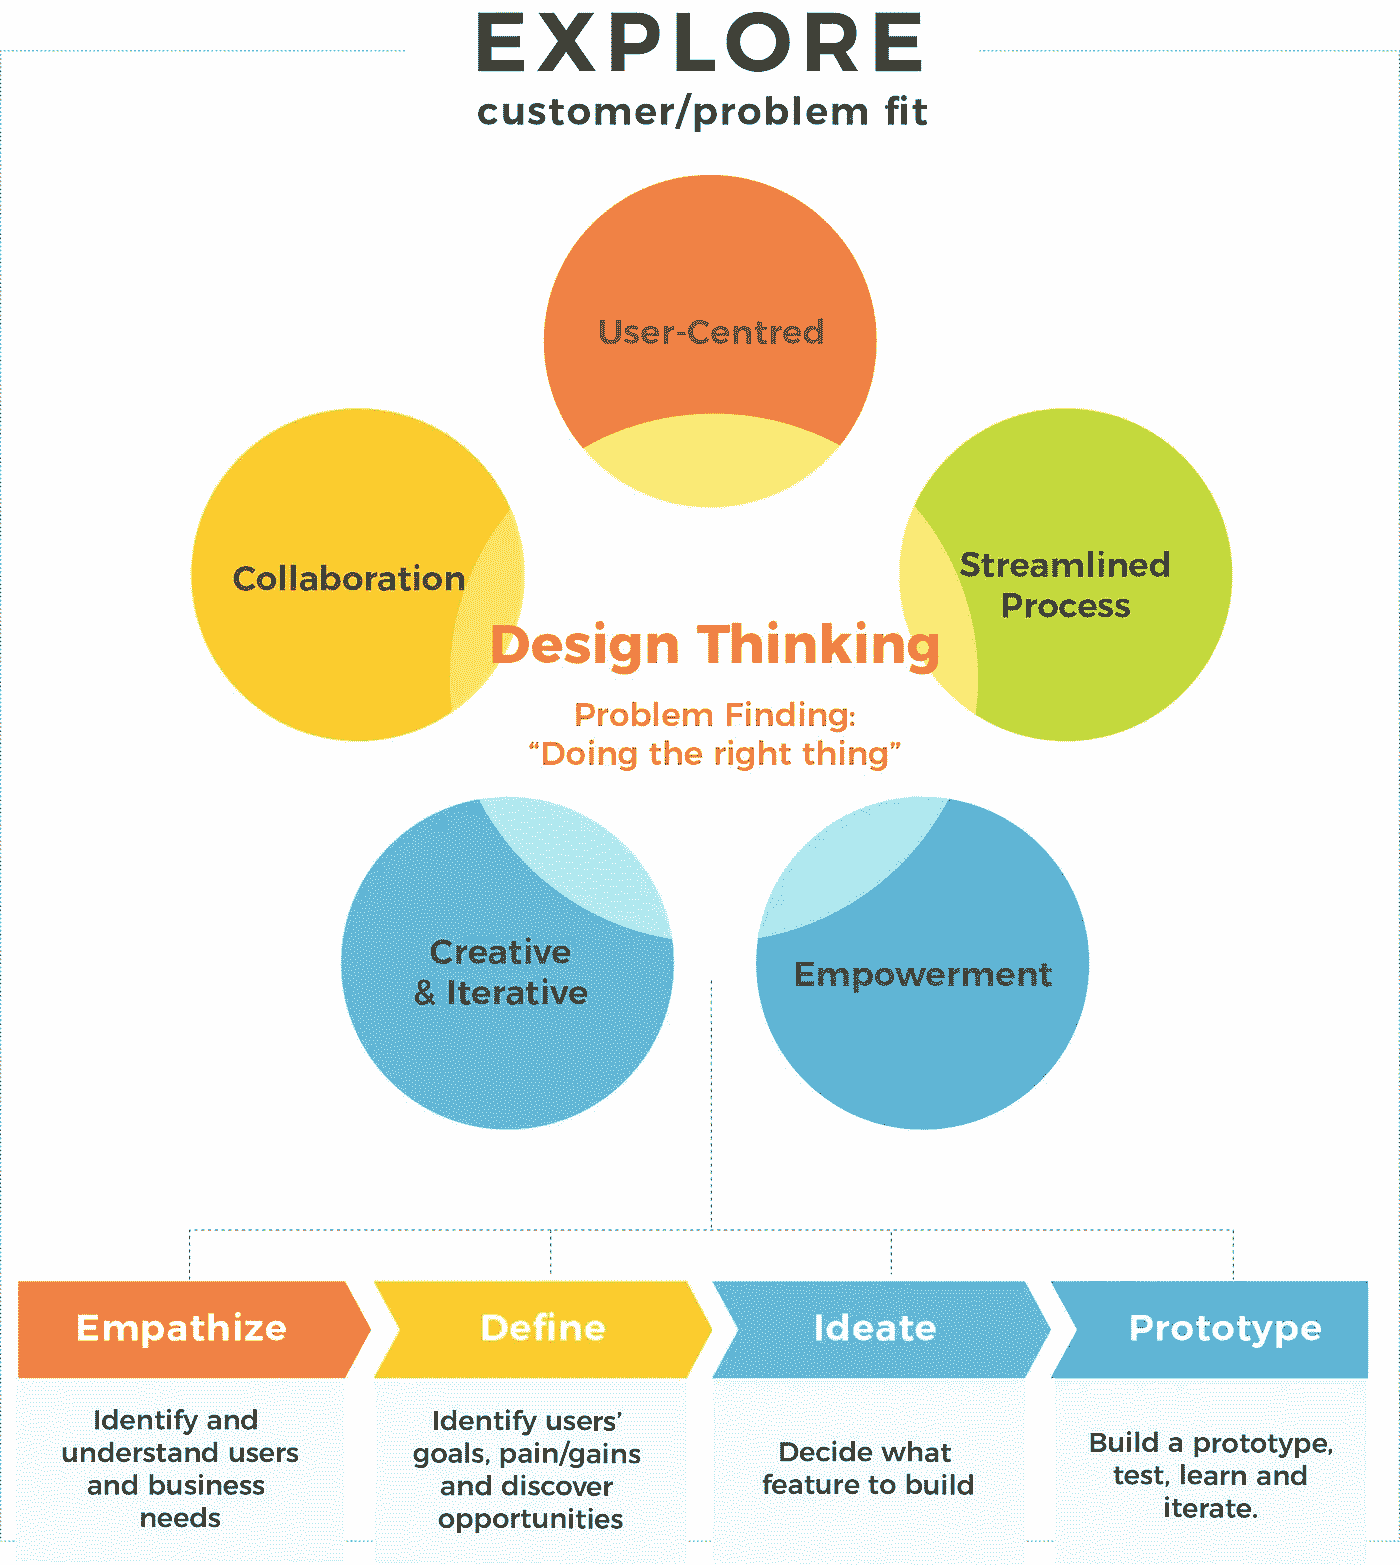 EXPLORE
customer/problem fit
User-Centred
Collaboration
Streamlined
Process
Design Thinking
Problem Finding:
“Doing the right thing”
Creative
& Iterative
Empowerment
Empathize
Define
Ideate
Prototype
Identify and
understand users
and business
needs
Identify users’
goals, pain/gains
and discover
opportunities
Decide what
feature to build
Build a prototype,
test, learn and
iterate.